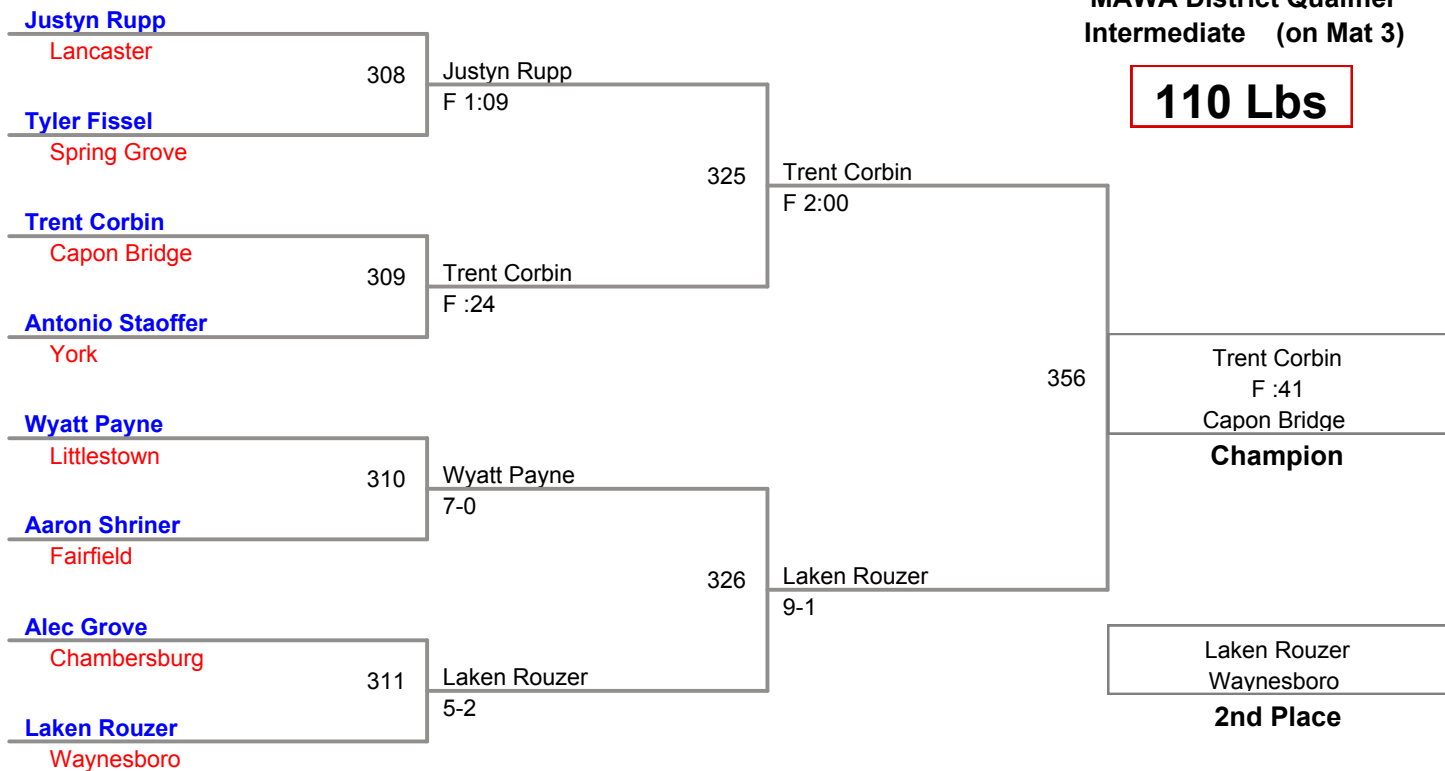 MAWA District Qualifier
Intermediate (on Mat 3)
110 Lbs
Justyn Rupp
Lancaster
308
Justyn Rupp
F 1:09
Tyler Fissel
Spring Grove
325
Trent Corbin
F 2:00
Trent Corbin
Capon Bridge
309
Trent Corbin
F :24
Antonio Staoffer
York
356
Trent Corbin
F :41
Capon Bridge
Champion
Wyatt Payne
Littlestown
310
Wyatt Payne
7-0
Aaron Shriner
Fairfield
326
Laken Rouzer
9-1
Alec Grove
Chambersburg
311
Laken Rouzer
5-2
Laken Rouzer
Waynesboro
Laken Rouzer
Waynesboro
2nd Place